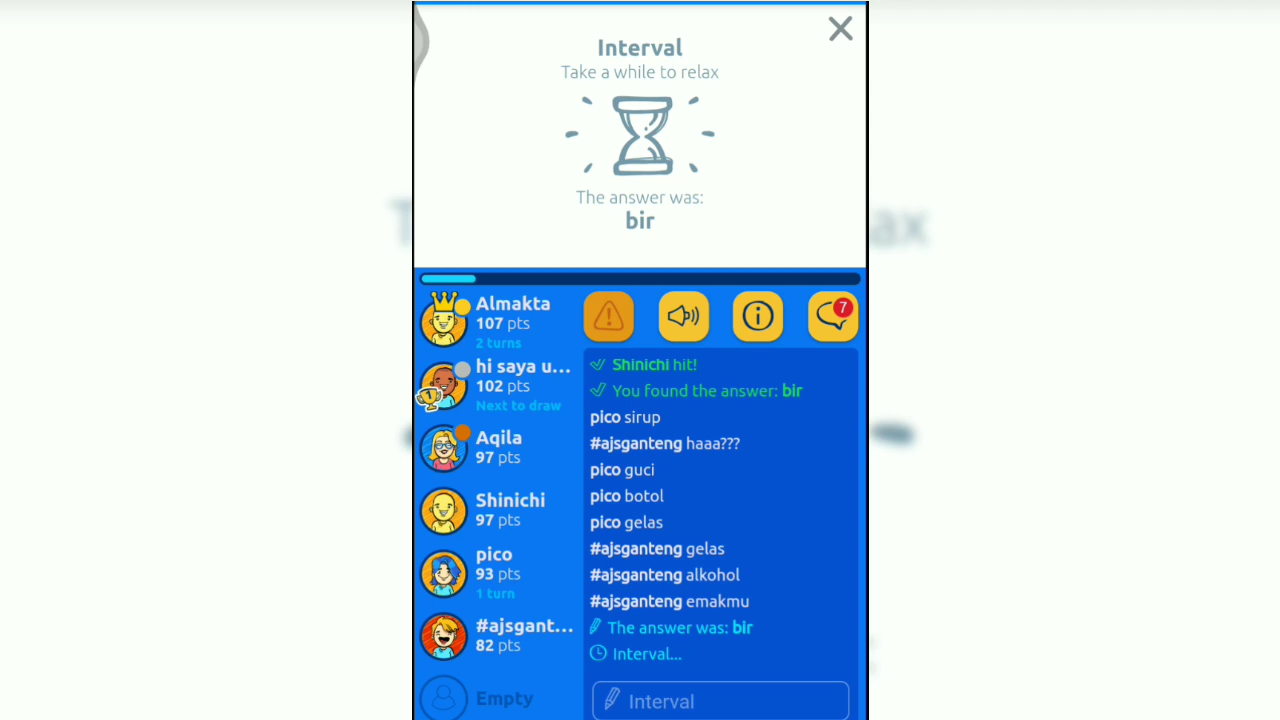 Interval
Take a while to relax
The answer was:
bir
Almakta
107 pts
2 turns
hi saya u...
102 pts
Next to draw
Aqila
97 pts
Shinichi
97 pts
pico
93 pts
1 turn
#ajsgant...
82 pts
Empty
7
Shinichi hit!
You found the answer: bir
pico sirup
#ajsganteng haaa???
pico guci
pico botol
pico gelas
#ajsganteng gelas
#ajsganteng alkohol
#ajsganteng emakmu
The answer was: bir
Interval...
Interval